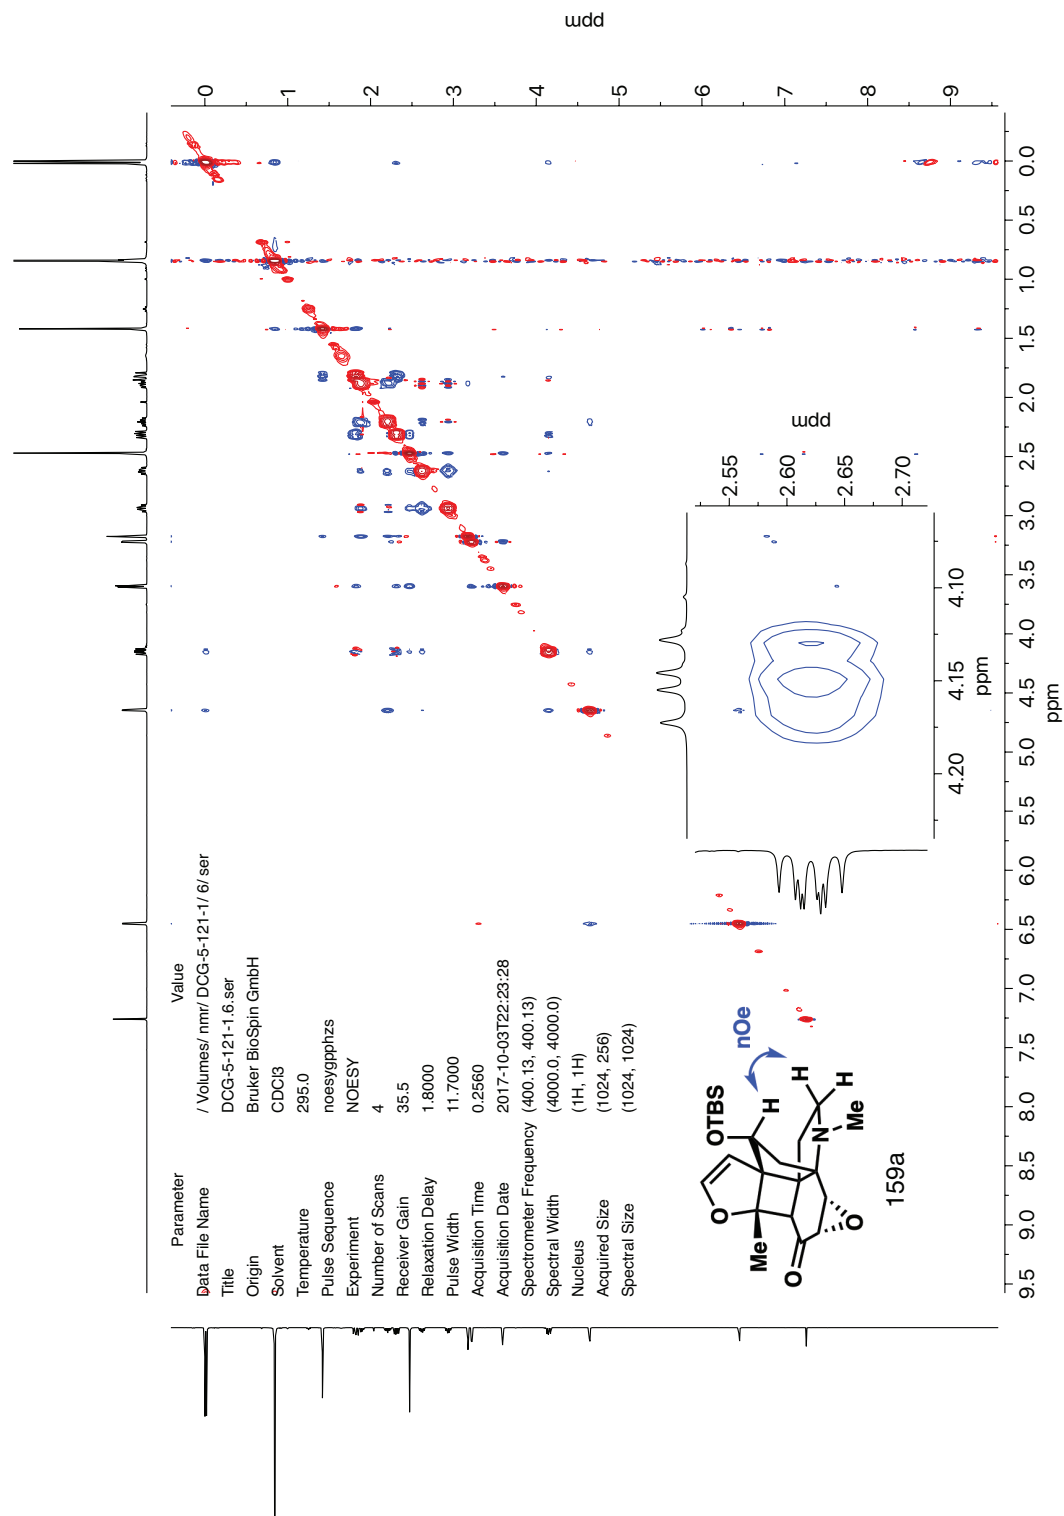 Parameter Value
Data File Name / Volumes/ nmr/ DCG-5-121-1/ 6/ ser
Title DCG-5-121-1.6.ser
Origin Bruker BioSpin GmbH
Solvent CDCl3
Temperature 295.0
Pulse Sequence noesygpphzs
Experiment NOESY
Number of Scans 4
Receiver Gain 35.5
Relaxation Delay 1.8000
Pulse Width 11.7000
Acquisition Time 0.2560
Acquisition Date 2017-10-03T22:23:28
Spectrometer Frequency (400.13, 400.13)
Spectral Width (4000.0, 4000.0)
Nucleus (1H, 1H)
Acquired Size (1024, 256)
Spectral Size (1024, 1024)
nOe
OTBS
H
H
H
O
Me
N
Me
O
O
159a
4.20 4.15 4.10
ppm
2.55
2.60
2.65
2.70
ppm
9.5 9.0 8.5 8.0 7.5 7.0 6.5 6.0 5.5 5.0 4.5 4.0 3.5 3.0 2.5 2.0 1.5 1.0 0.5 0.0
ppm
0
1
2
3
4
5
6
7
8
9
ppm